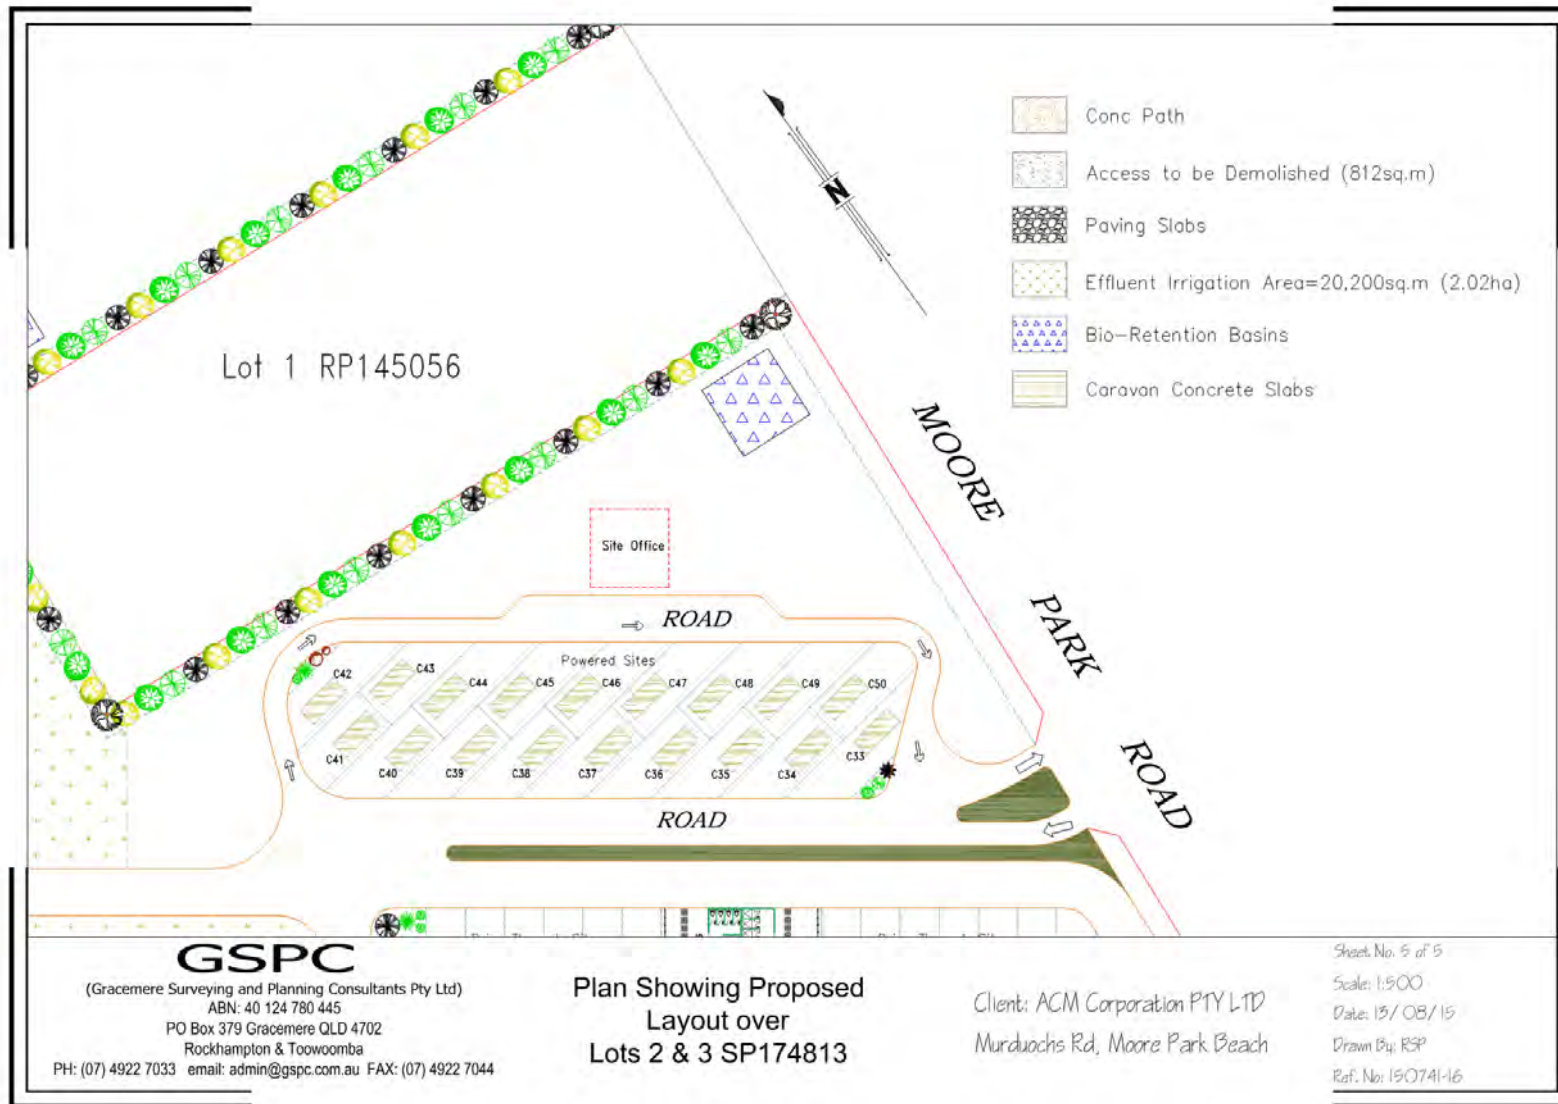 Conc Path
Access to be Demolished (812sq.m)
Paving Slabs
Effluent Irrigation Area=20,200sq.m (2.02ha)
Bio-Retention Basins
Caravan Concrete Slabs
N
Lot 1 RP145056
MOORE
PARK
ROAD
Site Office
ROAD
Powered Sites
C42
C43
C44
C45
C46
C47
C48
C49
C50
C41
C40
C39
C38
C37
C36
C35
C34
C33
ROAD
GSPC
(Gracemere Surveying and Planning Consultants Pty Ltd)
ABN: 40 124 780 445
PO Box 379 Gracemere QLD 4702
Rockhampton & Toowoomba
PH: (07) 4922 7033 email: admin@gspc.com.au FAX: (07) 4922 7044
Plan Showing Proposed
Layout over
Lots 2 & 3 SP174813
Client: ACM Corporation PTY LTD
Murduochs Rd, Moore Park Beach
Sheet No. 5 of 5
Scale: 1:500
Date: 13/08/15
Drawn By: RSP
Ref. No: 150741-16